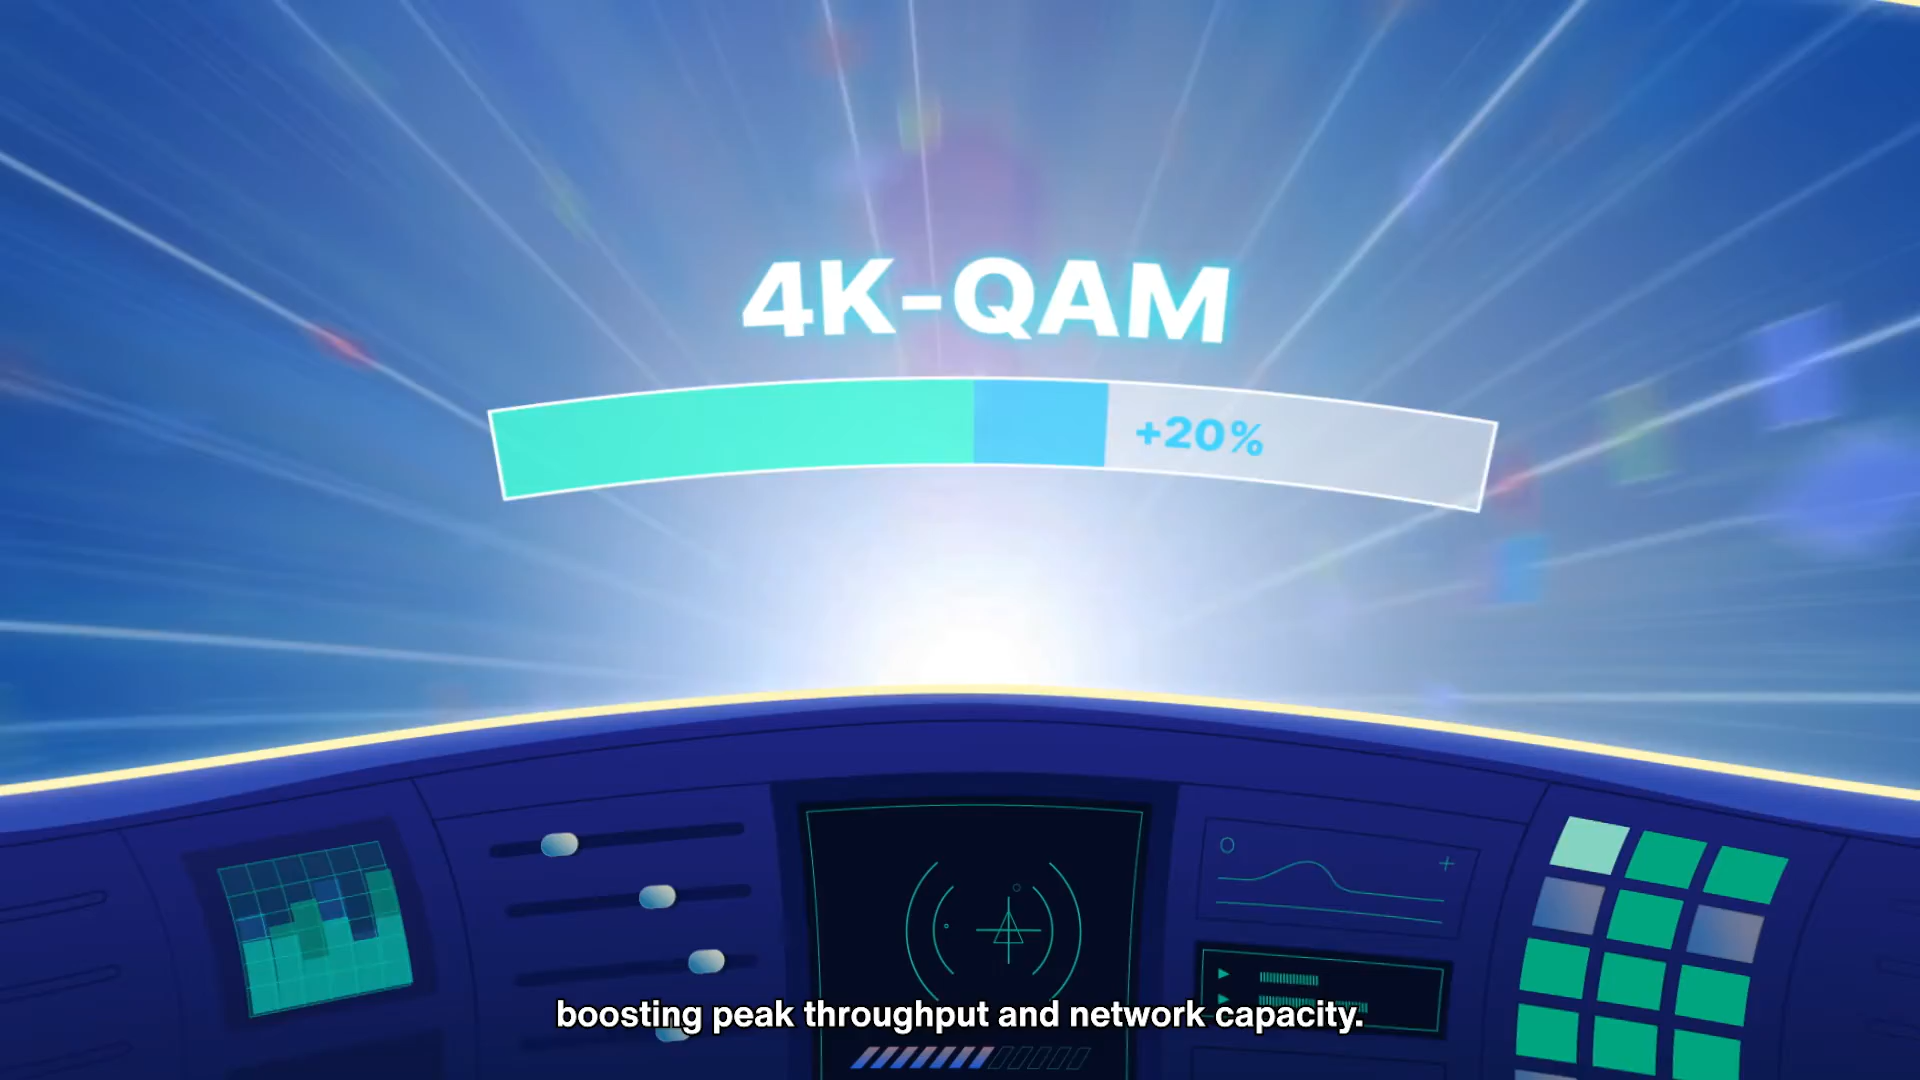 4K-QAM
+20%
boosting peak throughput and network capacity.